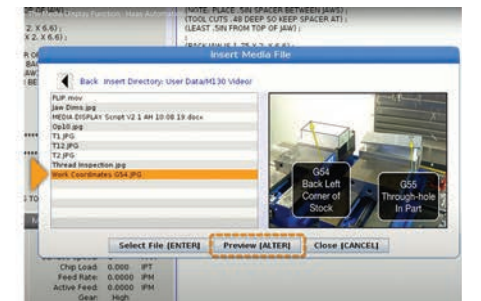 (NOTE: PLACE .5IN SPACER BETWEEN JAWS) ;
2. X 6.6) ;
(TOOL CUTS .48 DEEP SO KEEP SPACER AT) ;
X 2. X 6.6) ;
(LEAST .5IN FROM TOP OF JAW) ;
Insert Media File
Back Insert Directory: User Data/M130 Videor
FLIP.mov
Jaw Dims.jpg
MEDIA DISPLAY Script V2 1 AH 10.08.19.docx
Op10.jpg
T1.JPG
T12.JPG
T2.JPG
Thread Inspection.jpg
Work Coordinates G54.JPG
G54
Back Left
Corner of
Stock
G55
Through-hole
In Part
Select File [ENTER]
Preview [ALTER]
Close [CANCEL]
Chip Load: 0.000 IPT
Feed Rate: 0.0000 IPM
Active Feed: 0.0000 IPM
Gear: High